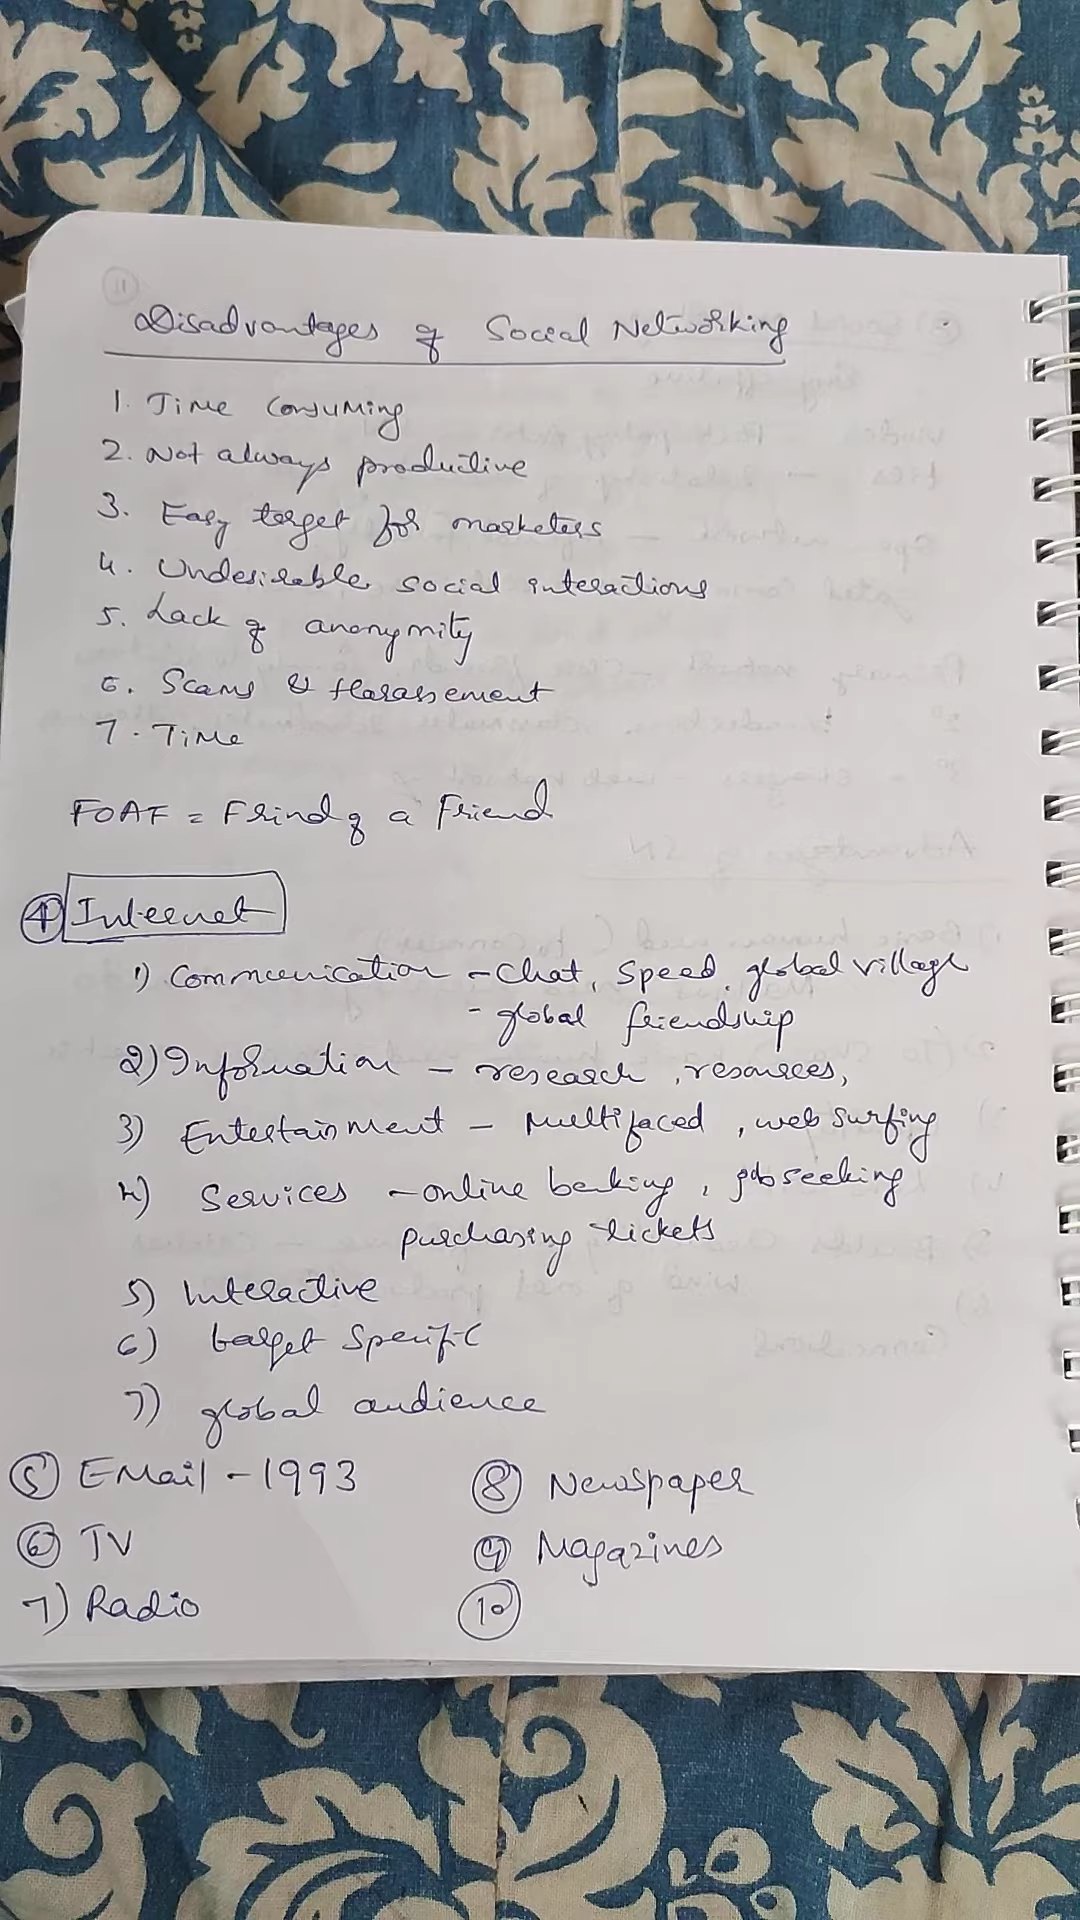 Disadvantages of Social Networking
1. Time Consuming
2. Not always productive
3. Easy target for marketers
4. Undesirable social interactions
5. Lack of anonymity
6. Scams & Harassement
7. Time
FOAF = Frind of a Friend
4 Internet
1) Communication - Chat, Speed, global village
- global friendship
2) Information - research, resources,
3) Entertainment - Multifaced, web surfing
4) Services - online banking, job seeking
purchasing tickets
5) Interactive
6) target Specific
7) global audience
5 EMail - 1993
6 TV
7) Radio
8 Newspaper
9 Magazines
10